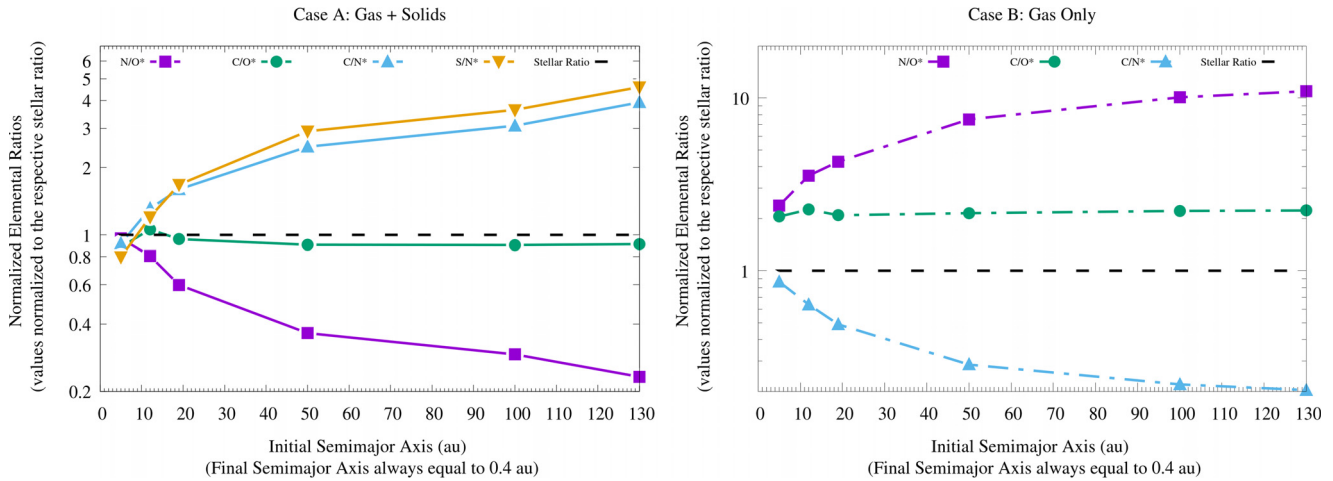 Case A: Gas + Solids
Normalized Elemental Ratios
(values normalized to the respective stellar ratio)
N/O* C/O* C/N* S/N* Stellar Ratio
6
5
4
3
2
1
0.8
0.6
0.4
0.2
0 10 20 30 40 50 60 70 80 90 100 110 120 130
Initial Semimajor Axis (au)
(Final Semimajor Axis always equal to 0.4 au)
Case B: Gas Only
Normalized Elemental Ratios
(values normalized to the respective stellar ratio)
N/O* C/O* C/N* Stellar Ratio
10
1
0 10 20 30 40 50 60 70 80 90 100 110 120 130
Initial Semimajor Axis (au)
(Final Semimajor Axis always equal to 0.4 au)